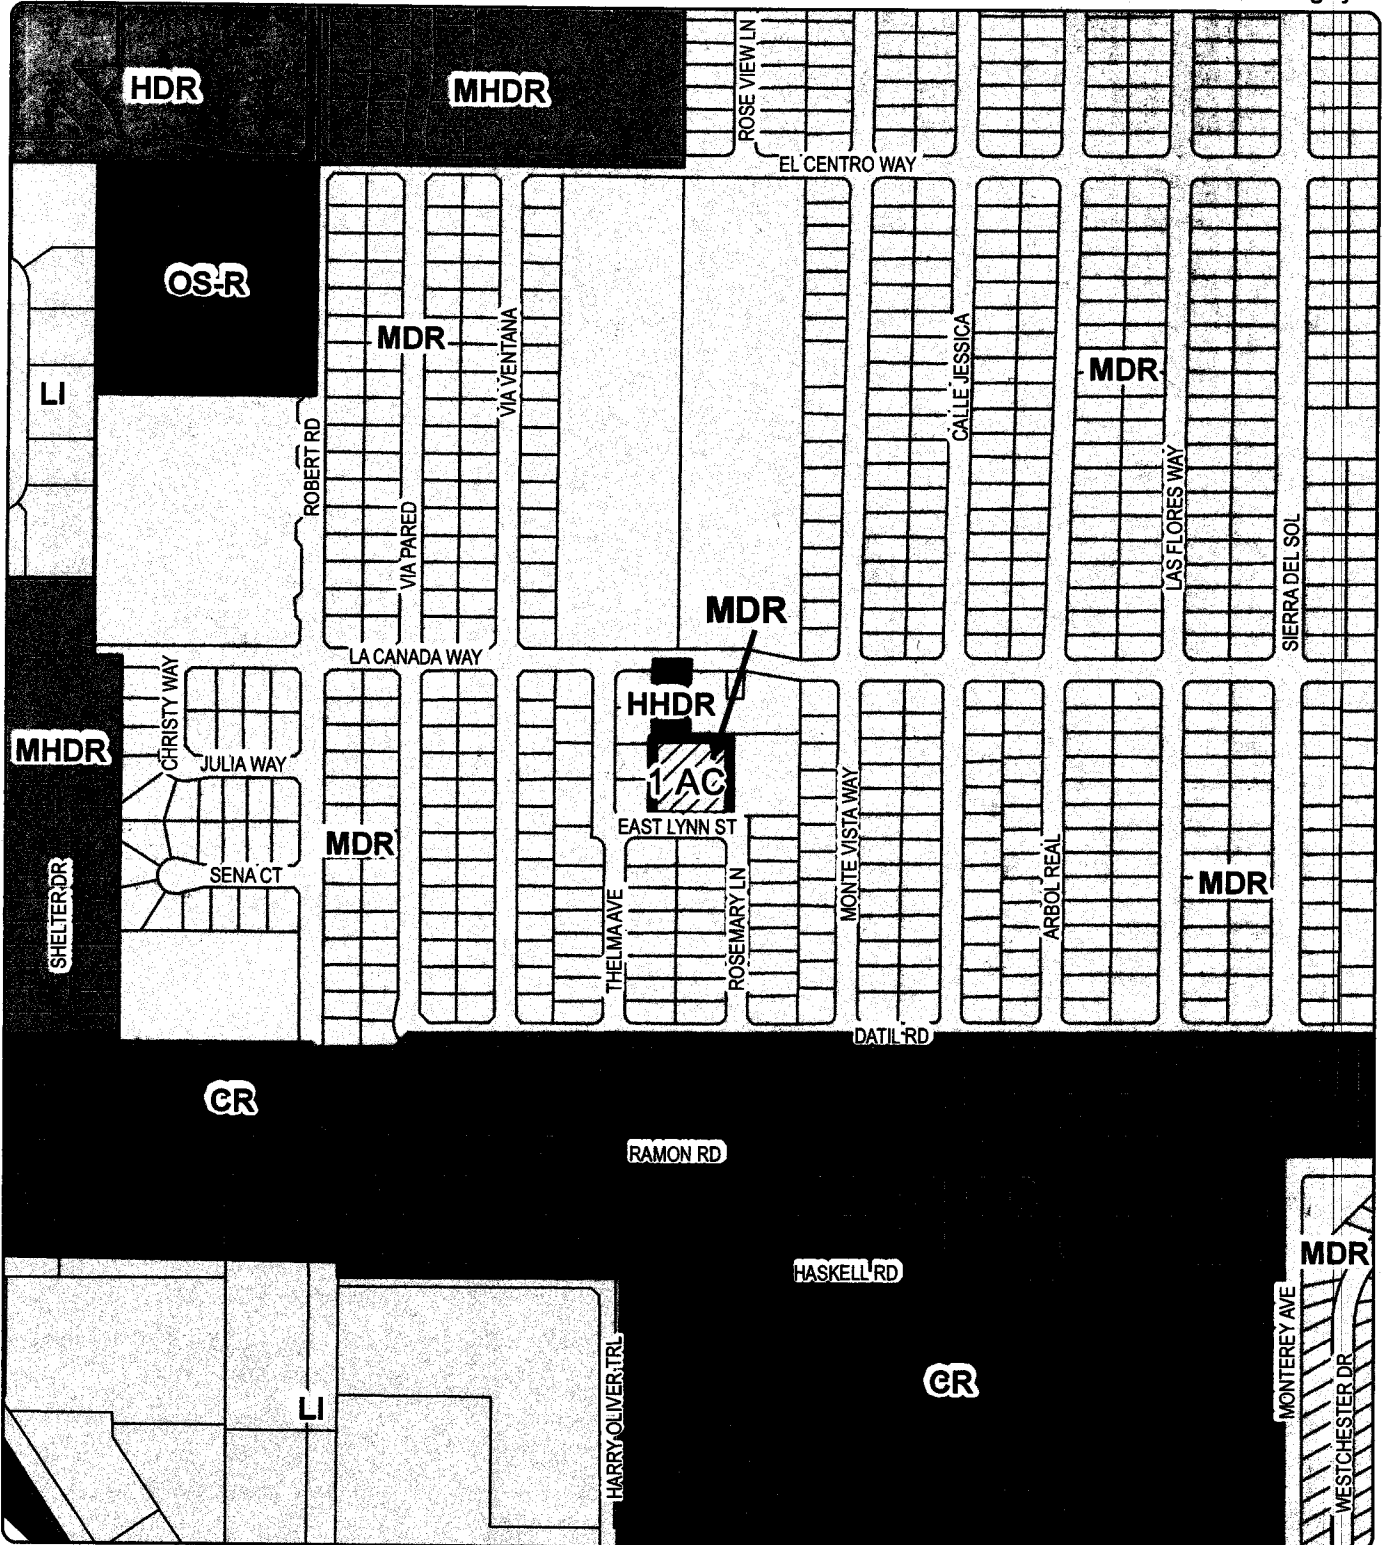 HDR
MHDR
ROSE VIEW LN
EL CENTRO WAY
OS-R
MDR
VIA VENTANA
CALLE JESSICA
MDR
LI
ROBERT RD
VIA PARED
LAS FLORES WAY
SIERRA DEL SOL
MDR
LA CANADA WAY
CHRISTY WAY
HHDR
MHDR
JULIA WAY
1 AC
MONTE VISTA WAY
EAST LYNN ST
MDR
SENA CT
SHELTER DR
THELMA AVE
ROSEMARY LN
ARBOL REAL
MDR
DATIL RD
CR
RAMON RD
MDR
HASKELL RD
MONTEREY AVE
HARRY OLIVER TRL
CR
LI
WESTCHESTER DR